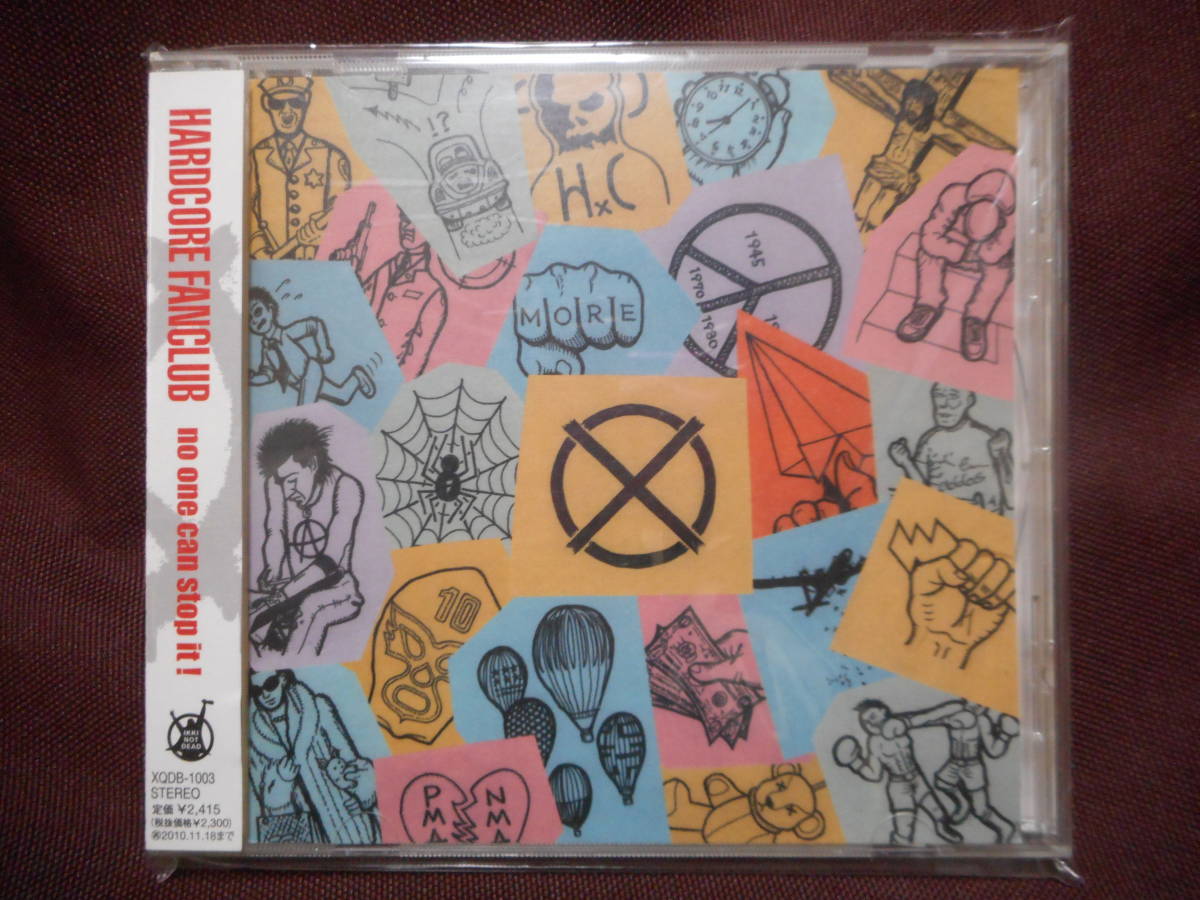 HARDCORE FANCLUB no one can stop it!
IKKI
NOT
DEAD
XQDB-1003
STEREO
定価 ¥2,415
(税抜価格¥2,300)
2010.11.18まで
!?
HxC
1945
1990
1980
MORE
10
PMA
NMA